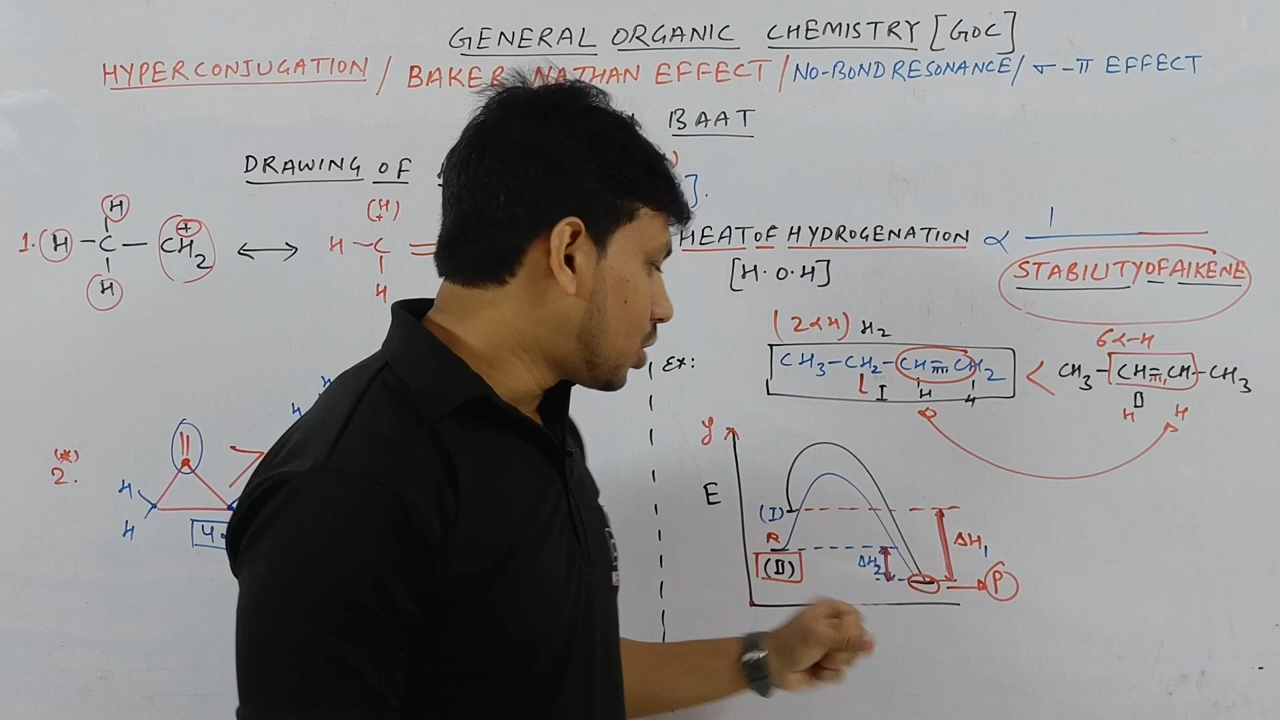 GENERAL ORGANIC CHEMISTRY [GOC]
HYPERCONJUGATION / BAKER NATHAN EFFECT / NO-BOND RESONANCE / σ-π EFFECT
BAAT
DRAWING OF
1. H-C-CH2 ↔ H-C=
H
+
H
(H)
+
H
].
HEAT OF HYDROGENATION ∝ 1
[H.O.H]
STABILITY OF AlKENE
(2αH) H2
6α-H
Ex: CH3-CH2-CH=CH2 < CH3-CH=CH-CH3
I H H
II H H
(*)
2.
H
H
H
H
4
y
E
(I)
R
(II)
ΔH1
ΔH2
P